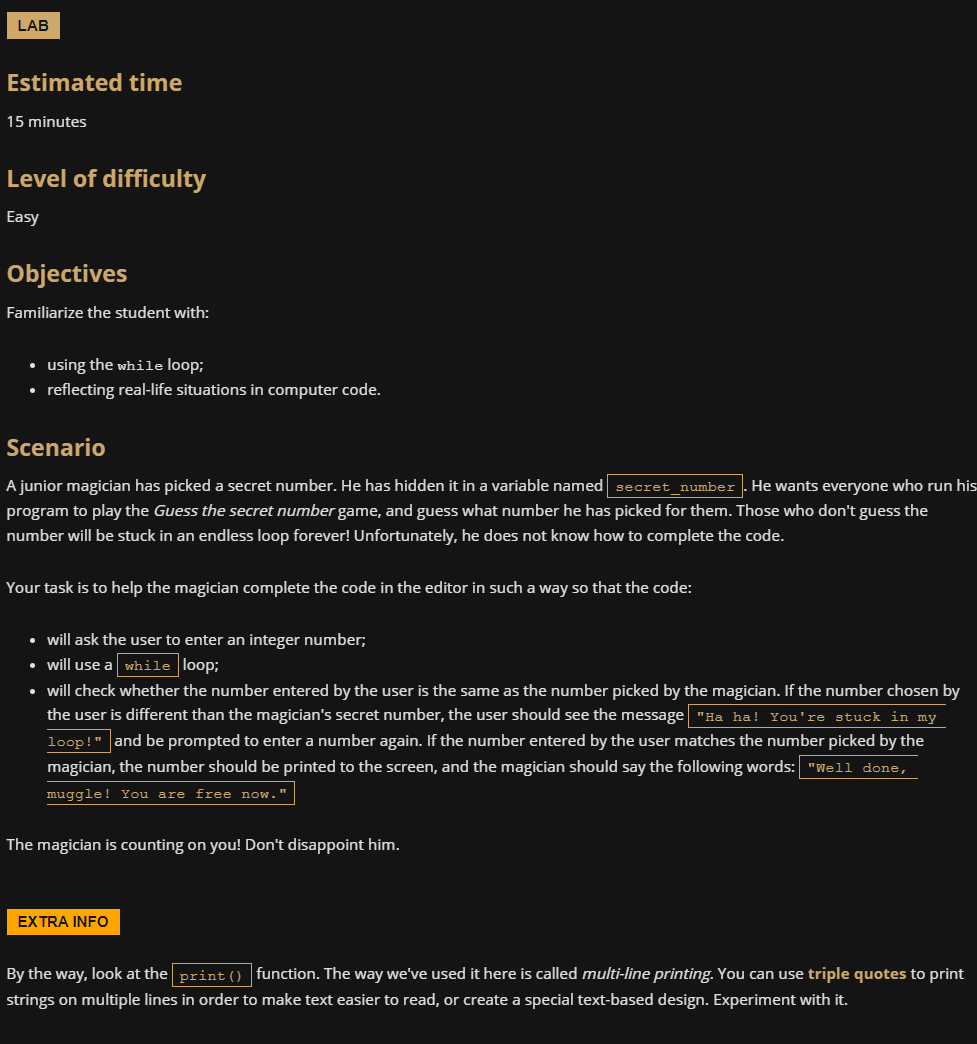 LAB
Estimated time
15 minutes
Level of difficulty
Easy
Objectives
Familiarize the student with:
• using the while loop;
• reflecting real-life situations in computer code.
Scenario
A junior magician has picked a secret number. He has hidden it in a variable named secret_number. He wants everyone who run his
program to play the Guess the secret number game, and guess what number he has picked for them. Those who don't guess the
number will be stuck in an endless loop forever! Unfortunately, he does not know how to complete the code.
Your task is to help the magician complete the code in the editor in such a way so that the code:
• will ask the user to enter an integer number;
• will use a while loop;
• will check whether the number entered by the user is the same as the number picked by the magician. If the number chosen by
the user is different than the magician's secret number, the user should see the message "Ha ha! You're stuck in my
loop!" and be prompted to enter a number again. If the number entered by the user matches the number picked by the
magician, the number should be printed to the screen, and the magician should say the following words: "Well done,
muggle! You are free now."
The magician is counting on you! Don't disappoint him.
EXTRA INFO
By the way, look at the print() function. The way we've used it here is called multi-line printing. You can use triple quotes to print
strings on multiple lines in order to make text easier to read, or create a special text-based design. Experiment with it.